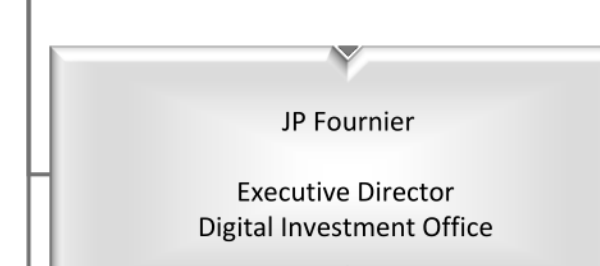 JP Fournier
Executive Director
Digital Investment Office